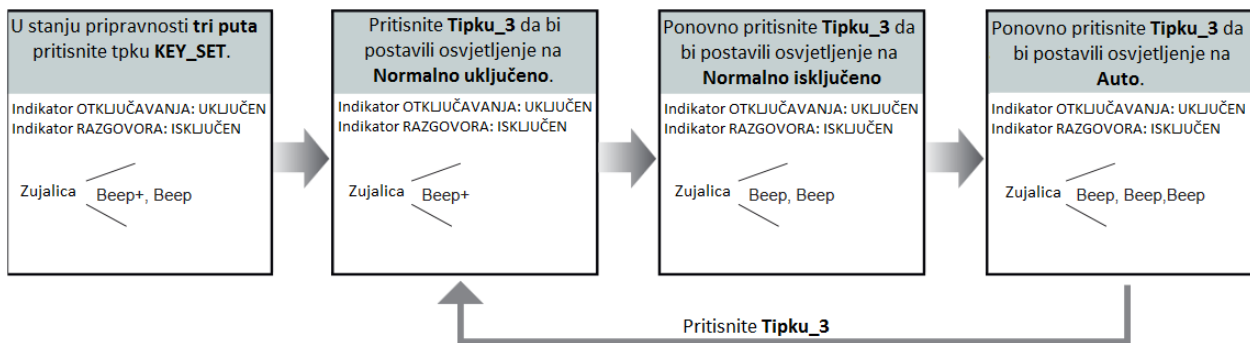 U stanju pripravnosti tri puta
pritisnite tpku KEY_SET.
Indikator OTKLJUČAVANJA: UKLJUČEN
Indikator RAZGOVORA: ISKLJUČEN
Zujalica
Beep+, Beep
Pritisnite Tipku_3 da bi
postavili osvjetljenje na
Normalno uključeno.
Indikator OTKLJUČAVANJA: UKLJUČEN
Indikator RAZGOVORA: ISKLJUČEN
Zujalica
Beep+
Ponovno pritisnite Tipku_3 da
bi postavili osvjetljenje na
Normalno isključeno
Indikator OTKLJUČAVANJA: UKLJUČEN
Indikator RAZGOVORA: ISKLJUČEN
Zujalica
Beep, Beep
Ponovno pritisnite Tipku_3 da
bi postavili osvjetljenje na
Auto.
Indikator OTKLJUČAVANJA: UKLJUČEN
Indikator RAZGOVORA: ISKLJUČEN
Zujalica
Beep, Beep,Beep
Pritisnite Tipku_3